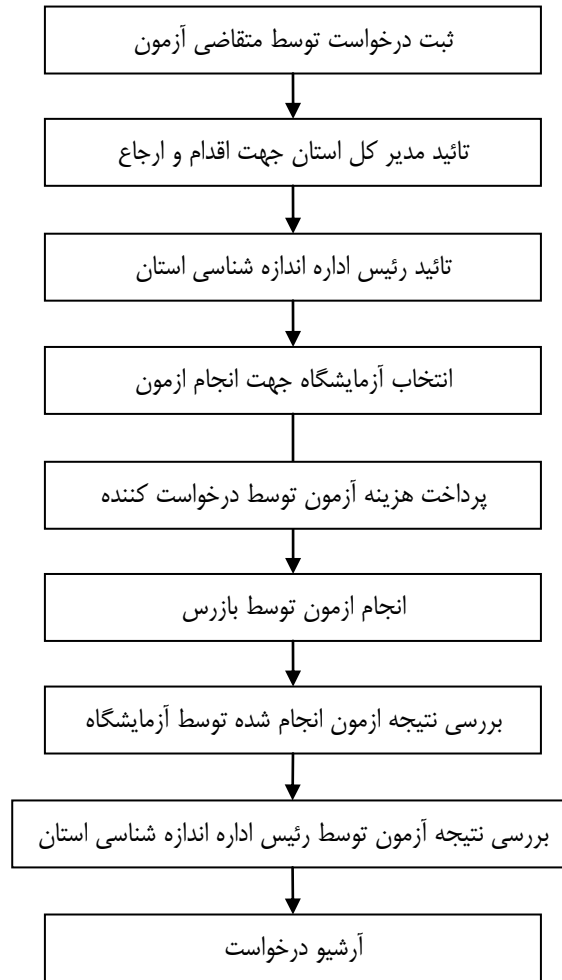 ثبت درخواست توسط متقاضی آزمون
تائید مدیر کل استان جهت اقدام و ارجاع
تائید رئیس اداره اندازه شناسی استان
انتخاب آزمایشگاه جهت انجام ازمون
پرداخت هزینه آزمون توسط درخواست کننده
انجام ازمون توسط بازرس
بررسی نتیجه ازمون انجام شده توسط آزمایشگاه
بررسی نتیجه آزمون توسط رئیس اداره اندازه شناسی استان
آرشیو درخواست